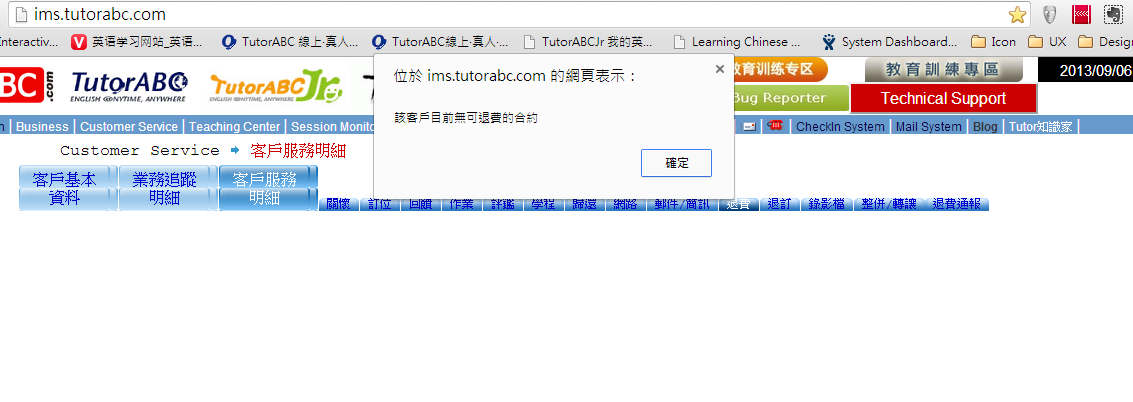 ims.tutorabc.com
Interactiv... 英语学习网站_英语... TutorABC 線上·真人... TutorABC線上·真人·... TutorABCJr 我的英... Learning Chinese ... System Dashboard... Icon UX Design
BC.com TutorABC ENGLISH @NYTIME, ANYWHERE TutorABCJr ENGLISH @NYTIME, ANYWHERE 教育训练专区 教育訓練專區 2013/09/06
位於 ims.tutorabc.com 的網頁表示：
該客戶目前無可退費的合約
確定
Bug Reporter Technical Support
Business Customer Service Teaching Center Session Monito CheckIn System Mail System Blog Tutor知識家
Customer Service 客戶服務明細
客戶基本資料 業務追蹤明細 客戶服務明細
關懷 訂位 回饋 作業 評鑑 學程 歸還 網路 郵件/簡訊 退費 退訂 錄影檔 整併/轉讓 退費通報